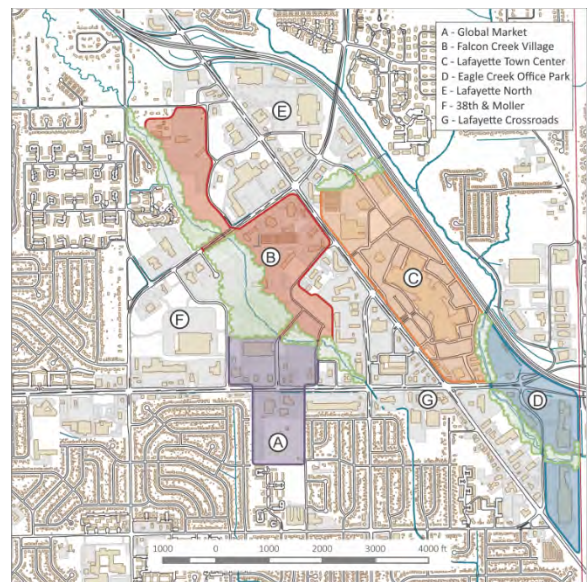 A - Global Market
B - Falcon Creek Village
C - Lafayette Town Center
D - Eagle Creek Office Park
E - Lafayette North
F - 38th & Moller
G - Lafayette Crossroads
E
B
C
F
G
D
A
1000 0 1000 2000 3000 4000 ft